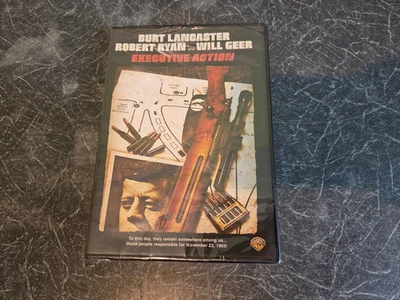 BURT LANCASTER
ROBERT RYAN WILL GEER
EXECUTIVE ACTION
To this day, they remain somewhere among us...
those people responsible for November 22, 1963!